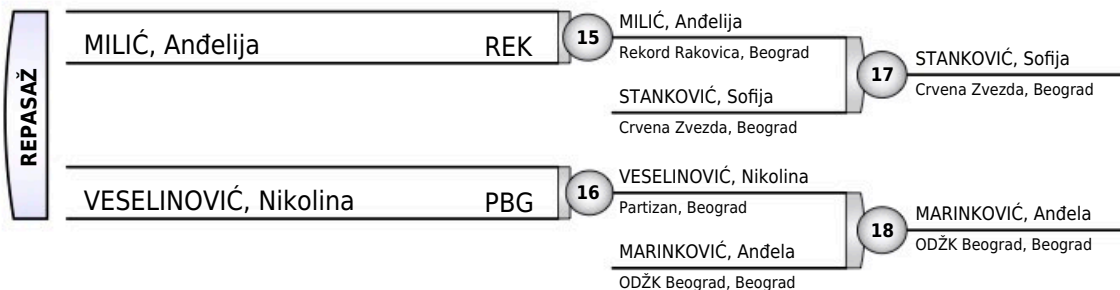 REPASAŽ
MILIĆ, Anđelija REK
15
MILIĆ, Anđelija
Rekord Rakovica, Beograd
STANKOVIĆ, Sofija
Crvena Zvezda, Beograd
17
STANKOVIĆ, Sofija
Crvena Zvezda, Beograd
VESELINOVIĆ, Nikolina PBG
16
VESELINOVIĆ, Nikolina
Partizan, Beograd
MARINKOVIĆ, Anđela
ODŽK Beograd, Beograd
18
MARINKOVIĆ, Anđela
ODŽK Beograd, Beograd